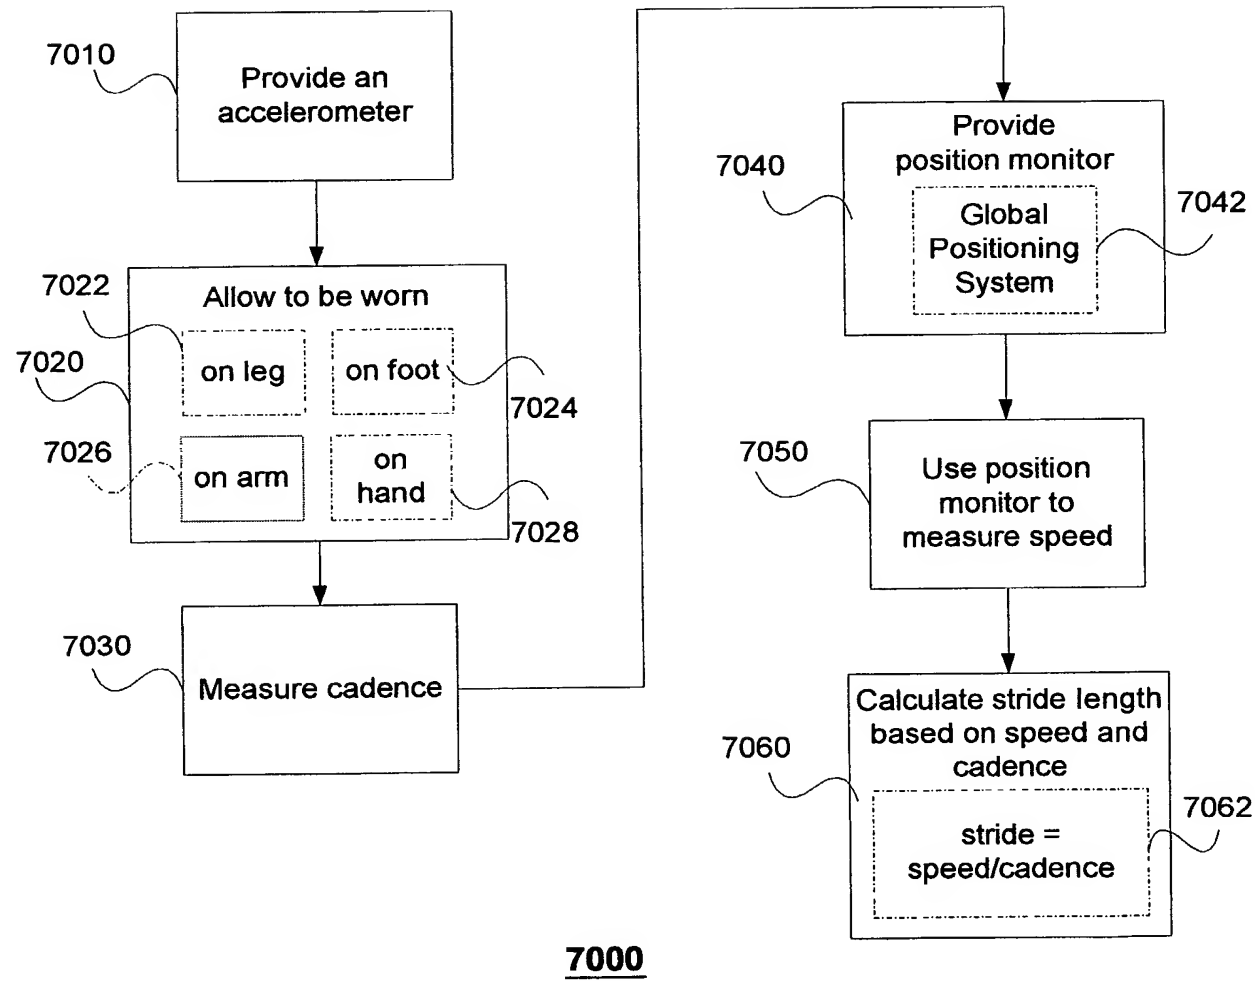 7010
Provide an
accelerometer
7020
Allow to be worn
7022
on leg
on foot
7024
7026
on arm
on
hand
7028
7030
Measure cadence
7040
Provide
position monitor
Global
Positioning
System
7042
7050
Use position
monitor to
measure speed
7060
Calculate stride length
based on speed and
cadence
stride =
speed/cadence
7062
7000